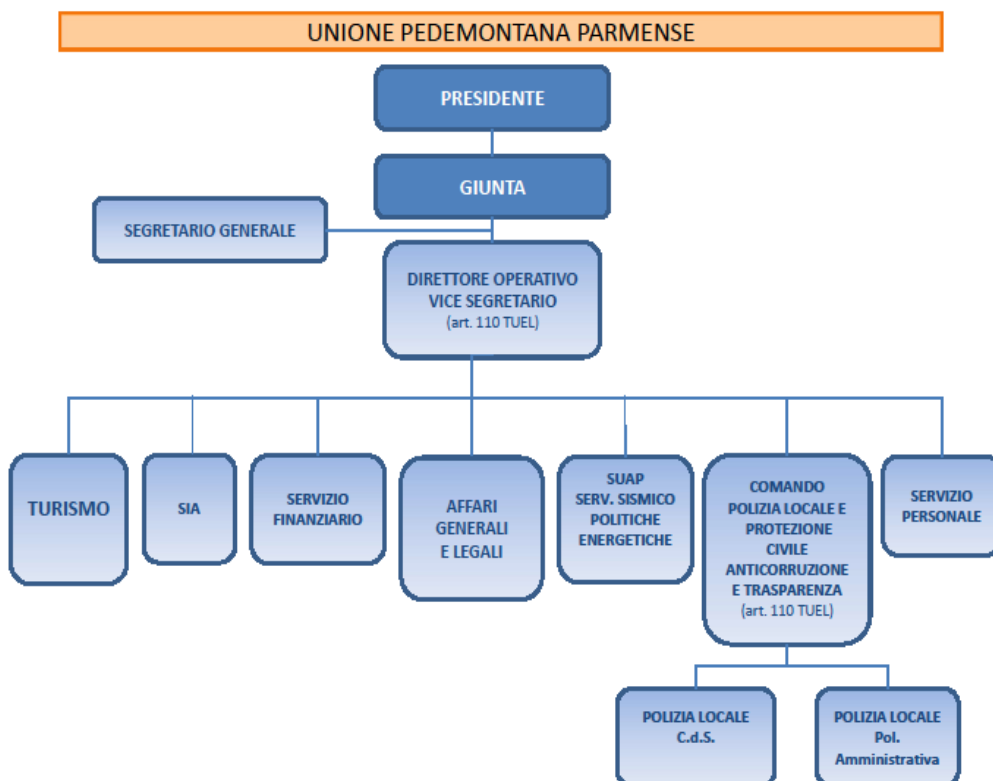 UNIONE PEDEMONTANA PARMENSE
PRESIDENTE
GIUNTA
SEGRETARIO GENERALE
DIRETTORE OPERATIVO
VICE SEGRETARIO
(art. 110 TUEL)
TURISMO
SIA
SERVIZIO
FINANZIARIO
AFFARI
GENERALI
E LEGALI
SUAP
SERV. SISMICO
POLITICHE
ENERGETICHE
COMANDO
POLIZIA LOCALE E
PROTEZIONE
CIVILE
ANTICORRUZIONE
E TRASPARENZA
(art. 110 TUEL)
SERVIZIO
PERSONALE
POLIZIA LOCALE
C.d.S.
POLIZIA LOCALE
Pol.
Amministrativa